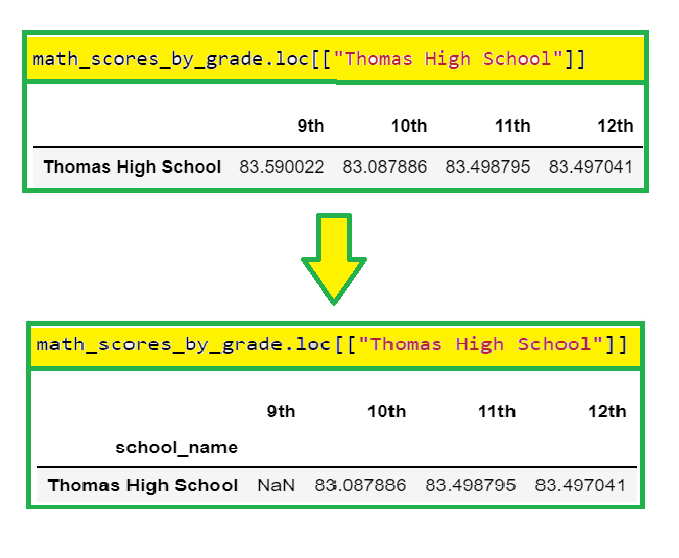 math_scores_by_grade.loc[["Thomas High School"]]
9th 10th 11th 12th
Thomas High School 83.590022 83.087886 83.498795 83.497041
math_scores_by_grade.loc[["Thomas High School"]]
9th 10th 11th 12th
school_name
Thomas High School NaN 83.087886 83.498795 83.497041